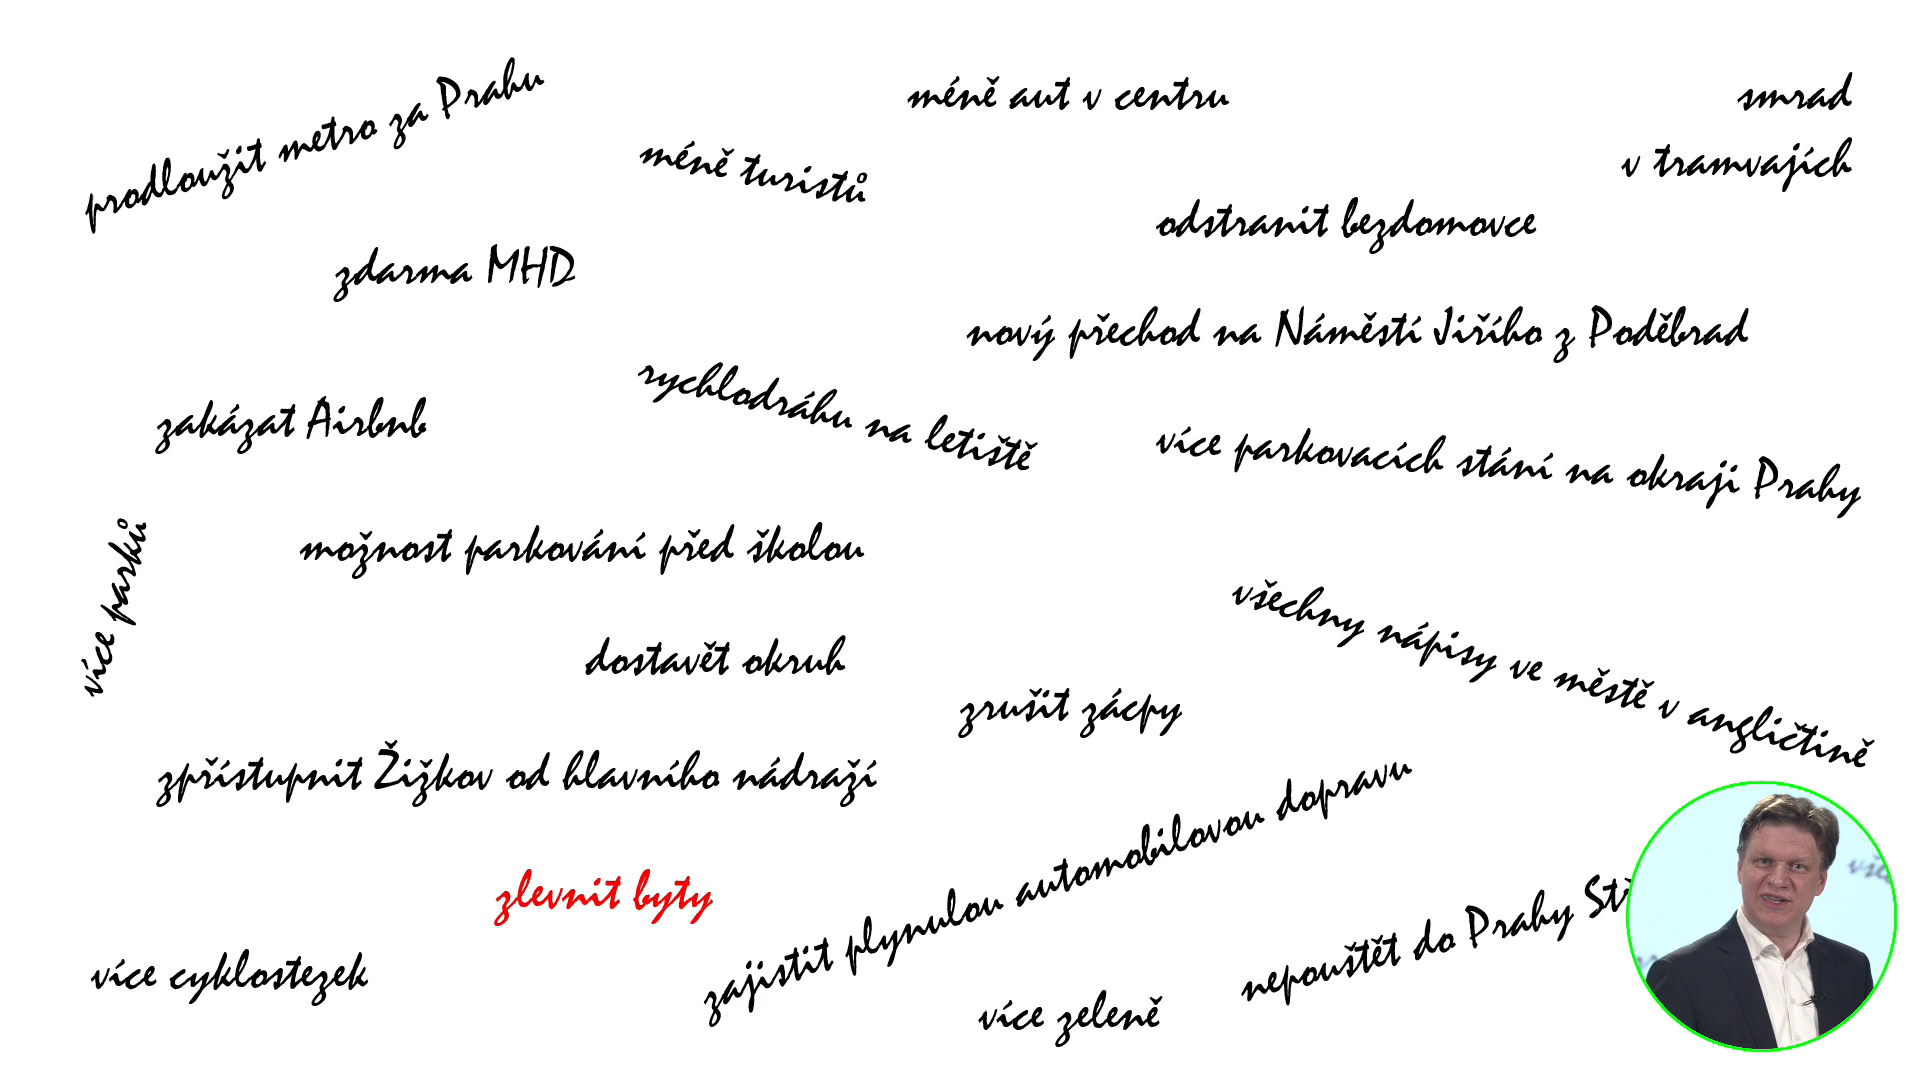 prodloužit metro za Prahu
méně aut v centru
smrad
v tramvajích
méně turistů
odstranit bezdomovce
zdarma MHD
nový přechod na Náměstí Jiřího z Poděbrad
rychlodráhu na letiště
zakázat Airbnb
více parkovacích stání na okraji Prahy
více parků
možnost parkování před školou
všechny nápisy ve městě v angličtině
dostavět okruh
zrušit zácpy
zpřístupnit Žižkov od hlavního nádraží
zajistit plynulou automobilovou dopravu
zlevnit byty
nepouštět do Prahy
více cyklostezek
více zeleně